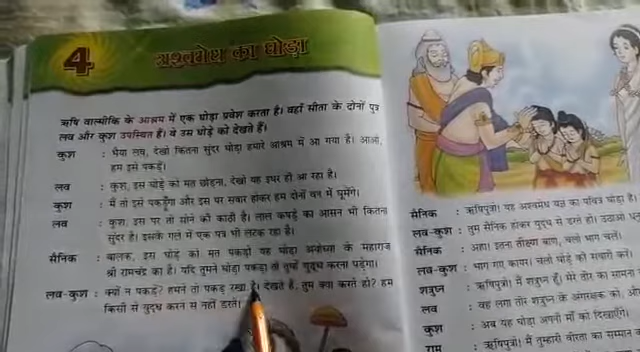 4 अश्वमेध का घोड़ा
ऋषि वाल्मीकि के आश्रम में एक घोड़ा प्रवेश करता है। वहाँ सीता के दोनों पुत्र
लव और कुश उपस्थित हैं। वे उस घोड़े को देखते हैं।
कुश : भैया लव, देखो कितना सुंदर घोड़ा हमारे आश्रम में आ गया है। आओ,
हम इसे पकड़ें।
लव : कुश, इस घोड़े को मत छोड़ना, देखो यह इधर ही आ रहा है।
कुश : मैं तो इसे पकड़ूँगा और इस पर सवार होकर हम दोनों वन में घूमेंगे।
लव : कुश, इस पर तो सोने की काठी है। लाल कपड़े का आसन भी कितना
सुंदर है। इसके गले में एक पत्र भी लटक रहा है।
सैनिक : बालक, इस घोड़े को मत पकड़ो यह घोड़ा अयोध्या के महाराज
श्री रामचंद्र का है। यदि तुमने घोड़ा पकड़ा तो तुम्हें युद्ध करना पड़ेगा।
लव-कुश : क्यों न पकड़ें? हमने तो पकड़ रखा है। देखते हैं, तुम क्या करते हो? हम
किसी से युद्ध करने से नहीं डरते।
सैनिक : ऋषिपुत्रो! यह अश्वमेध यज्ञ का पवित्र घोड़ा है।
लव-कुश : तुम सैनिक होकर युद्ध से डरते हो। उठाओ
सैनिक : अहा! इतना तीक्ष्ण बाण, चलो भाग चलें।
लव-कुश : भाग गए कायर। चलो घोड़े की सवारी करें।
शत्रुघ्न : ऋषिपुत्रो! मैं शत्रुघ्न हूँ। मेरे तीर का सामना
लव : वह लगा तीर शत्रुघ्न के अंगरक्षक को,
कुश : अब यह घोड़ा अपनी माँ को दिखाएँगे।
राम : ऋषिपुत्रो! मैं तुम्हारी वीरता का सम्मान